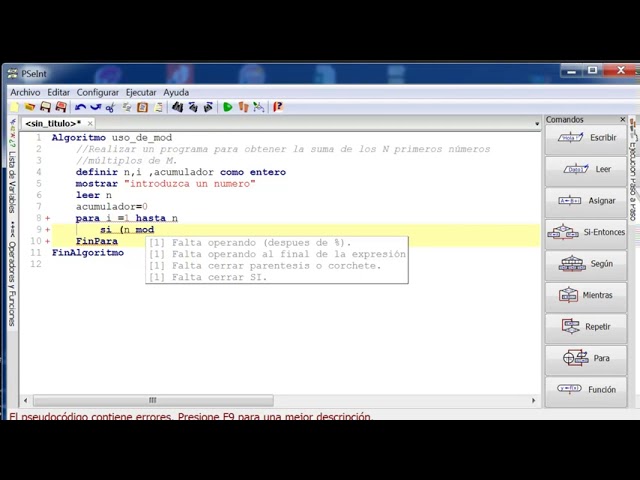 PSeInt
Archivo Editar Configurar Ejecutar Ayuda
<sin_titulo>*
1 Algoritmo uso_de_mod
2 //Realizar un programa para obtener la suma de los N primeros números
3 //múltiplos de M.
4 definir n,i ,acumulador como entero
5 mostrar "introduzca un numero"
6 leer n
7 acumulador=0
8 para i =1 hasta n
9 si (n mod
10 FinPara
11 FinAlgoritmo
12
[1] Falta operando (despues de %).
[1] Falta operando al final de la expresión
[1] Falta cerrar parentesis o corchete.
[1] Falta cerrar SI.
Lista de Variables
Operadores y Funciones
Comandos
Escribir
Leer
Asignar
SI-Entonces
Según
Mientras
Repetir
Para
Función
Ejecución Paso a Paso
El pseudocódigo contiene errores. Presione F9 para una mejor descripción.